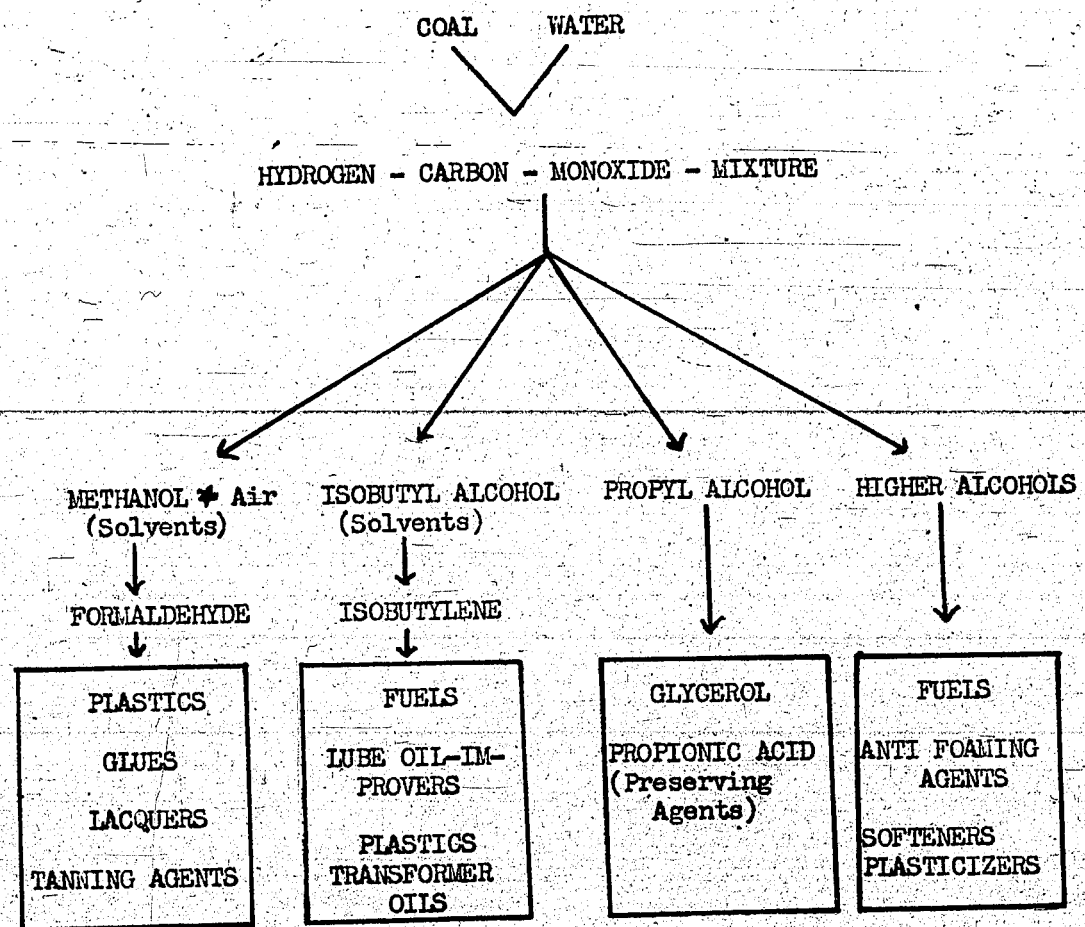 COAL WATER
HYDROGEN - CARBON - MONOXIDE - MIXTURE
METHANOL + Air
(Solvents)
FORMALDEHYDE
PLASTICS
GLUES
LACQUERS
TANNING AGENTS
ISOBUTYL ALCOHOL
(Solvents)
ISOBUTYLENE
FUELS
LUBE OIL-IM-
PROVERS
PLASTICS
TRANSFORMER
OILS
PROPYL ALCOHOL
GLYCEROL
PROPIONIC ACID
(Preserving
Agents)
HIGHER ALCOHOLS
FUELS
ANTI FOAMING
AGENTS
SOFTENERS
PLASTICIZERS